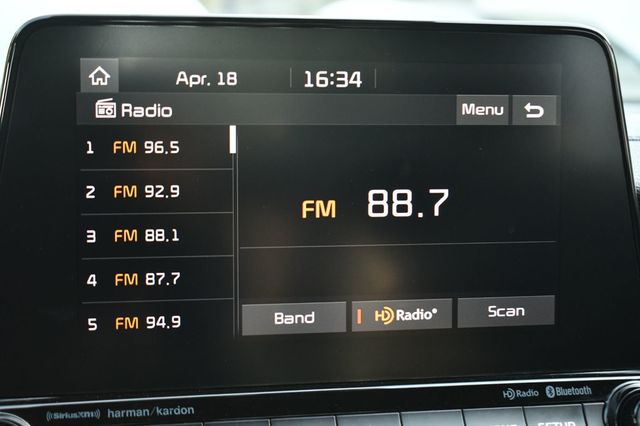 Apr. 18 16:34
Radio Menu
1 FM 96.5
2 FM 92.9
3 FM 88.1
4 FM 87.7
5 FM 94.9
FM 88.7
Band HD Radio® Scan
((SiriusXM)) harman/kardon HD Radio Bluetooth
SETUP